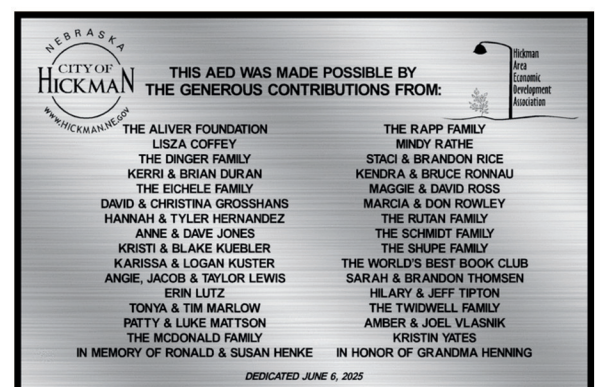 NEBRASKA
CITY OF
HICKMAN
WWW.HICKMAN.NE.GOV
Hickman
Area
Economic
Development
Association
THIS AED WAS MADE POSSIBLE BY
THE GENEROUS CONTRIBUTIONS FROM:
THE ALIVER FOUNDATION
LISZA COFFEY
THE DINGER FAMILY
KERRI & BRIAN DURAN
THE EICHELE FAMILY
DAVID & CHRISTINA GROSSHANS
HANNAH & TYLER HERNANDEZ
ANNE & DAVE JONES
KRISTI & BLAKE KUEBLER
KARISSA & LOGAN KUSTER
ANGIE, JACOB & TAYLOR LEWIS
ERIN LUTZ
TONYA & TIM MARLOW
PATTY & LUKE MATTSON
THE MCDONALD FAMILY
IN MEMORY OF RONALD & SUSAN HENKE
THE RAPP FAMILY
MINDY RATHE
STACI & BRANDON RICE
KENDRA & BRUCE RONNAU
MAGGIE & DAVID ROSS
MARCIA & DON ROWLEY
THE RUTAN FAMILY
THE SCHMIDT FAMILY
THE SHUPE FAMILY
THE WORLD'S BEST BOOK CLUB
SARAH & BRANDON THOMSEN
HILARY & JEFF TIPTON
THE TWIDWELL FAMILY
AMBER & JOEL VLASNIK
KRISTIN YATES
IN HONOR OF GRANDMA HENNING
DEDICATED JUNE 6, 2025